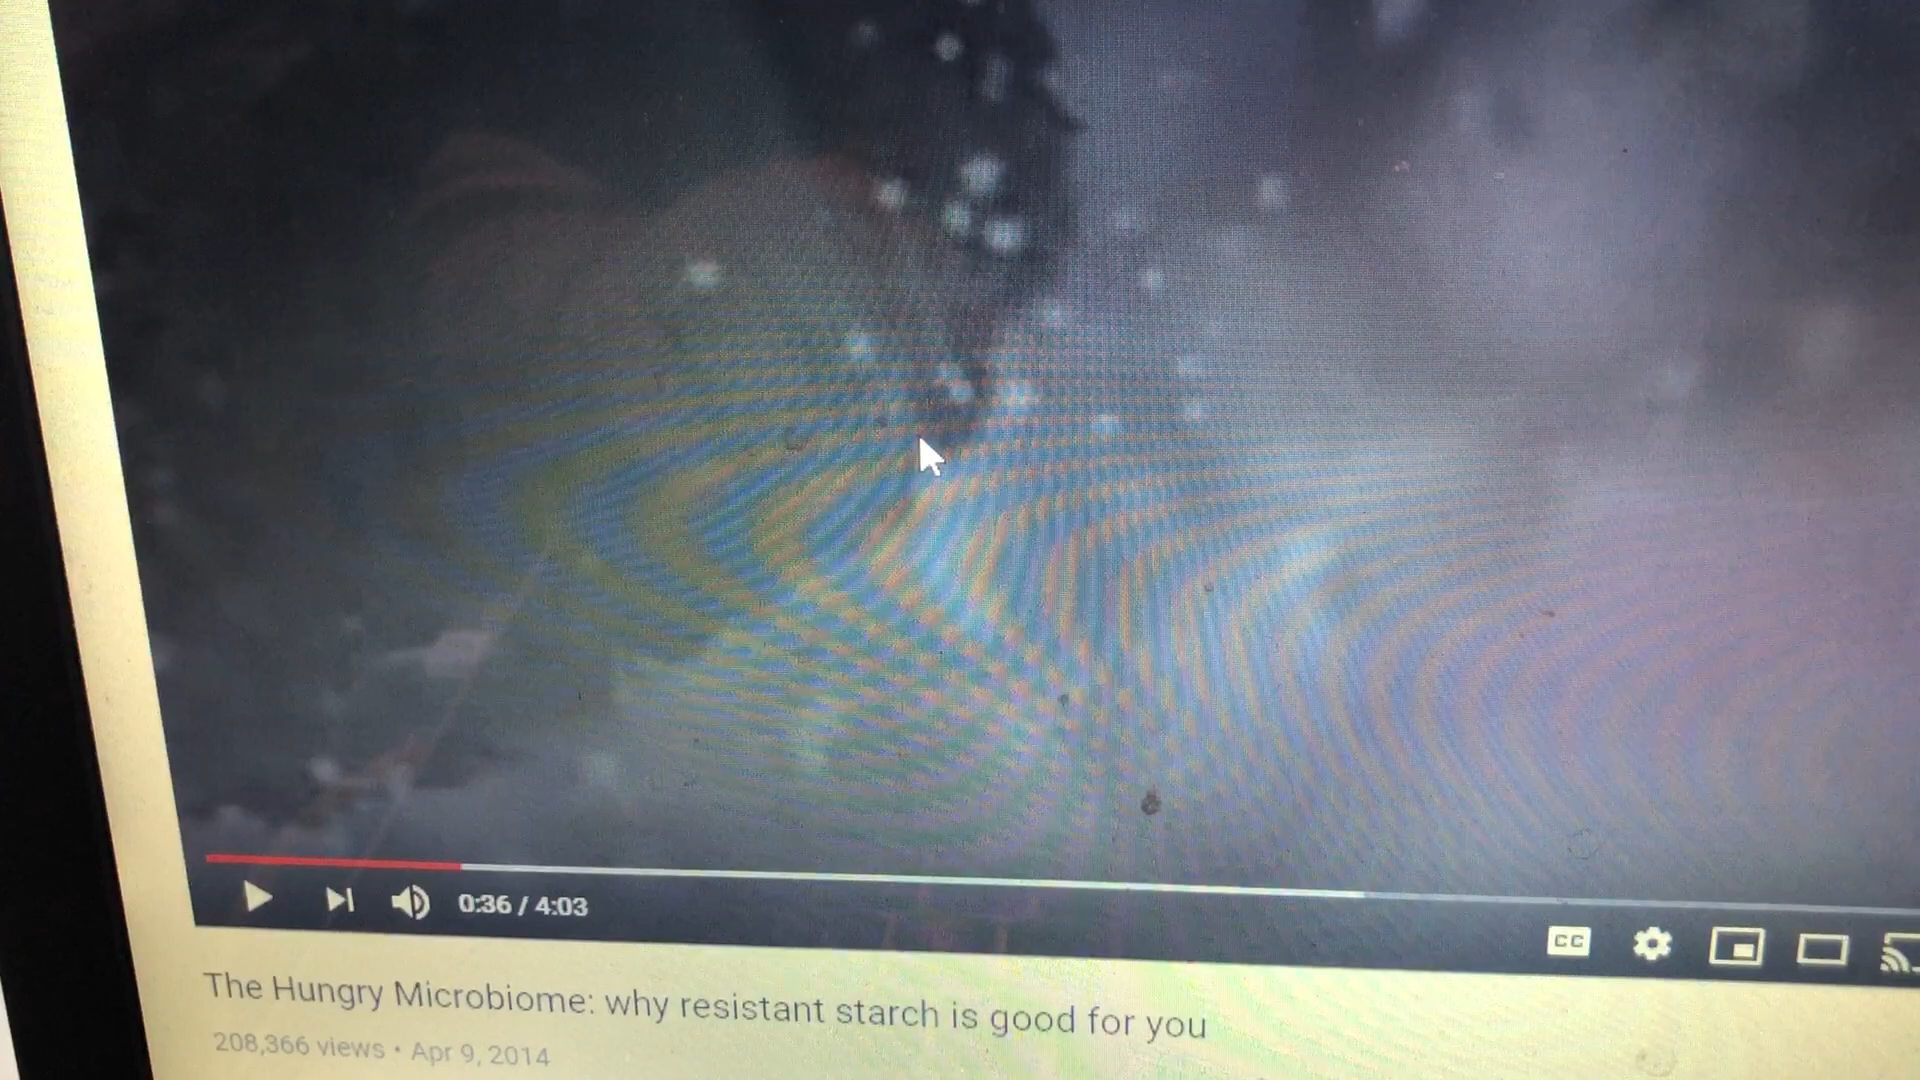 0:36 / 4:03
CC
The Hungry Microbiome: why resistant starch is good for you
208,366 views • Apr 9, 2014